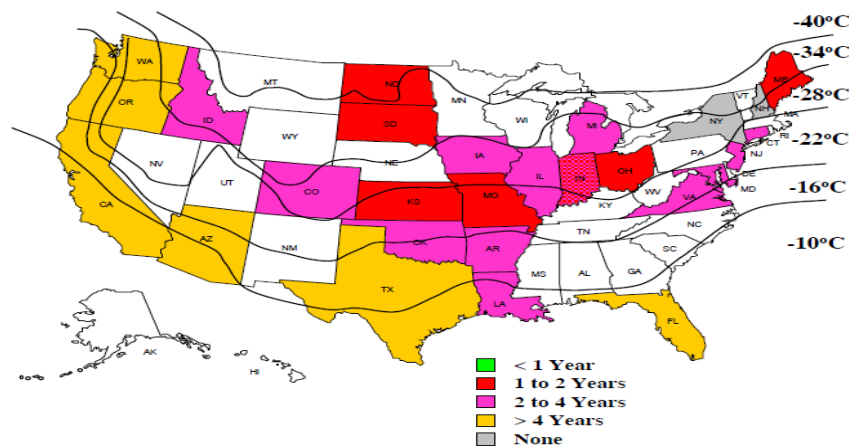 -40°C
-34°C
-28°C
-22°C
-16°C
-10°C
WA
OR
CA
NV
ID
MT
WY
UT
AZ
CO
NM
ND
SD
NE
KS
OK
TX
MN
IA
MO
AR
LA
WI
IL
MI
IN
OH
KY
TN
MS
AL
GA
FL
SC
NC
VA
WV
PA
NY
VT
NH
ME
MA
RI
CT
NJ
DE
MD
AK
HI
< 1 Year
1 to 2 Years
2 to 4 Years
> 4 Years
None